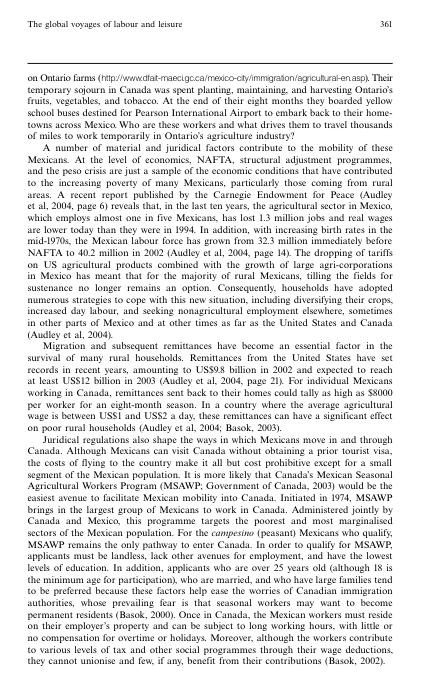 The global voyages of labour and leisure 361
on Ontario farms (http://www.dfait-maeci.gc.ca/mexico-city/immigration/agricultural-en.asp). Their
temporary sojourn in Canada was spent planting, maintaining, and harvesting Ontario's
fruits, vegetables, and tobacco. At the end of their eight months they boarded yellow
school buses destined for Pearson International Airport to embark back to their home-
towns across Mexico. Who are these workers and what drives them to travel thousands
of miles to work temporarily in Ontario's agriculture industry?
A number of material and juridical factors contribute to the mobility of these
Mexicans. At the level of economics, NAFTA, structural adjustment programmes,
and the peso crisis are just a sample of the economic conditions that have contributed
to the increasing poverty of many Mexicans, particularly those coming from rural
areas. A recent report published by the Carnegie Endowment for Peace (Audley
et al, 2004, page 6) reveals that, in the last ten years, the agricultural sector in Mexico,
which employs almost one in five Mexicans, has lost 1.3 million jobs and real wages
are lower today than they were in 1994. In addition, with increasing birth rates in the
mid-1970s, the Mexican labour force has grown from 32.3 million immediately before
NAFTA to 40.2 million in 2002 (Audley et al, 2004, page 14). The dropping of tariffs
on US agricultural products combined with the growth of large agri-corporations
in Mexico has meant that for the majority of rural Mexicans, tilling the fields for
sustenance no longer remains an option. Consequently, households have adopted
numerous strategies to cope with this new situation, including diversifying their crops,
increased day labour, and seeking nonagricultural employment elsewhere, sometimes
in other parts of Mexico and at other times as far as the United States and Canada
(Audley et al, 2004).
Migration and subsequent remittances have become an essential factor in the
survival of many rural households. Remittances from the United States have set
records in recent years, amounting to US$9.8 billion in 2002 and expected to reach
at least US$12 billion in 2003 (Audley et al, 2004, page 21). For individual Mexicans
working in Canada, remittances sent back to their homes could tally as high as $8000
per worker for an eight-month season. In a country where the average agricultural
wage is between US$1 and US$2 a day, these remittances can have a significant effect
on poor rural households (Audley et al, 2004; Basok, 2003).
Juridical regulations also shape the ways in which Mexicans move in and through
Canada. Although Mexicans can visit Canada without obtaining a prior tourist visa,
the costs of flying to the country make it all but cost prohibitive except for a small
segment of the Mexican population. It is more likely that Canada's Mexican Seasonal
Agricultural Workers Program (MSAWP; Government of Canada, 2003) would be the
easiest avenue to facilitate Mexican mobility into Canada. Initiated in 1974, MSAWP
brings in the largest group of Mexicans to work in Canada. Administered jointly by
Canada and Mexico, this programme targets the poorest and most marginalised
sectors of the Mexican population. For the campesino (peasant) Mexicans who qualify,
MSAWP remains the only pathway to enter Canada. In order to qualify for MSAWP,
applicants must be landless, lack other avenues for employment, and have the lowest
levels of education. In addition, applicants who are over 25 years old (although 18 is
the minimum age for participation), who are married, and who have large families tend
to be preferred because these factors help ease the worries of Canadian immigration
authorities, whose prevailing fear is that seasonal workers may want to become
permanent residents (Basok, 2000). Once in Canada, the Mexican workers must reside
on their employer's property and can be subject to long working hours, with little or
no compensation for overtime or holidays. Moreover, although the workers contribute
to various levels of tax and other social programmes through their wage deductions,
they cannot unionise and few, if any, benefit from their contributions (Basok, 2002).